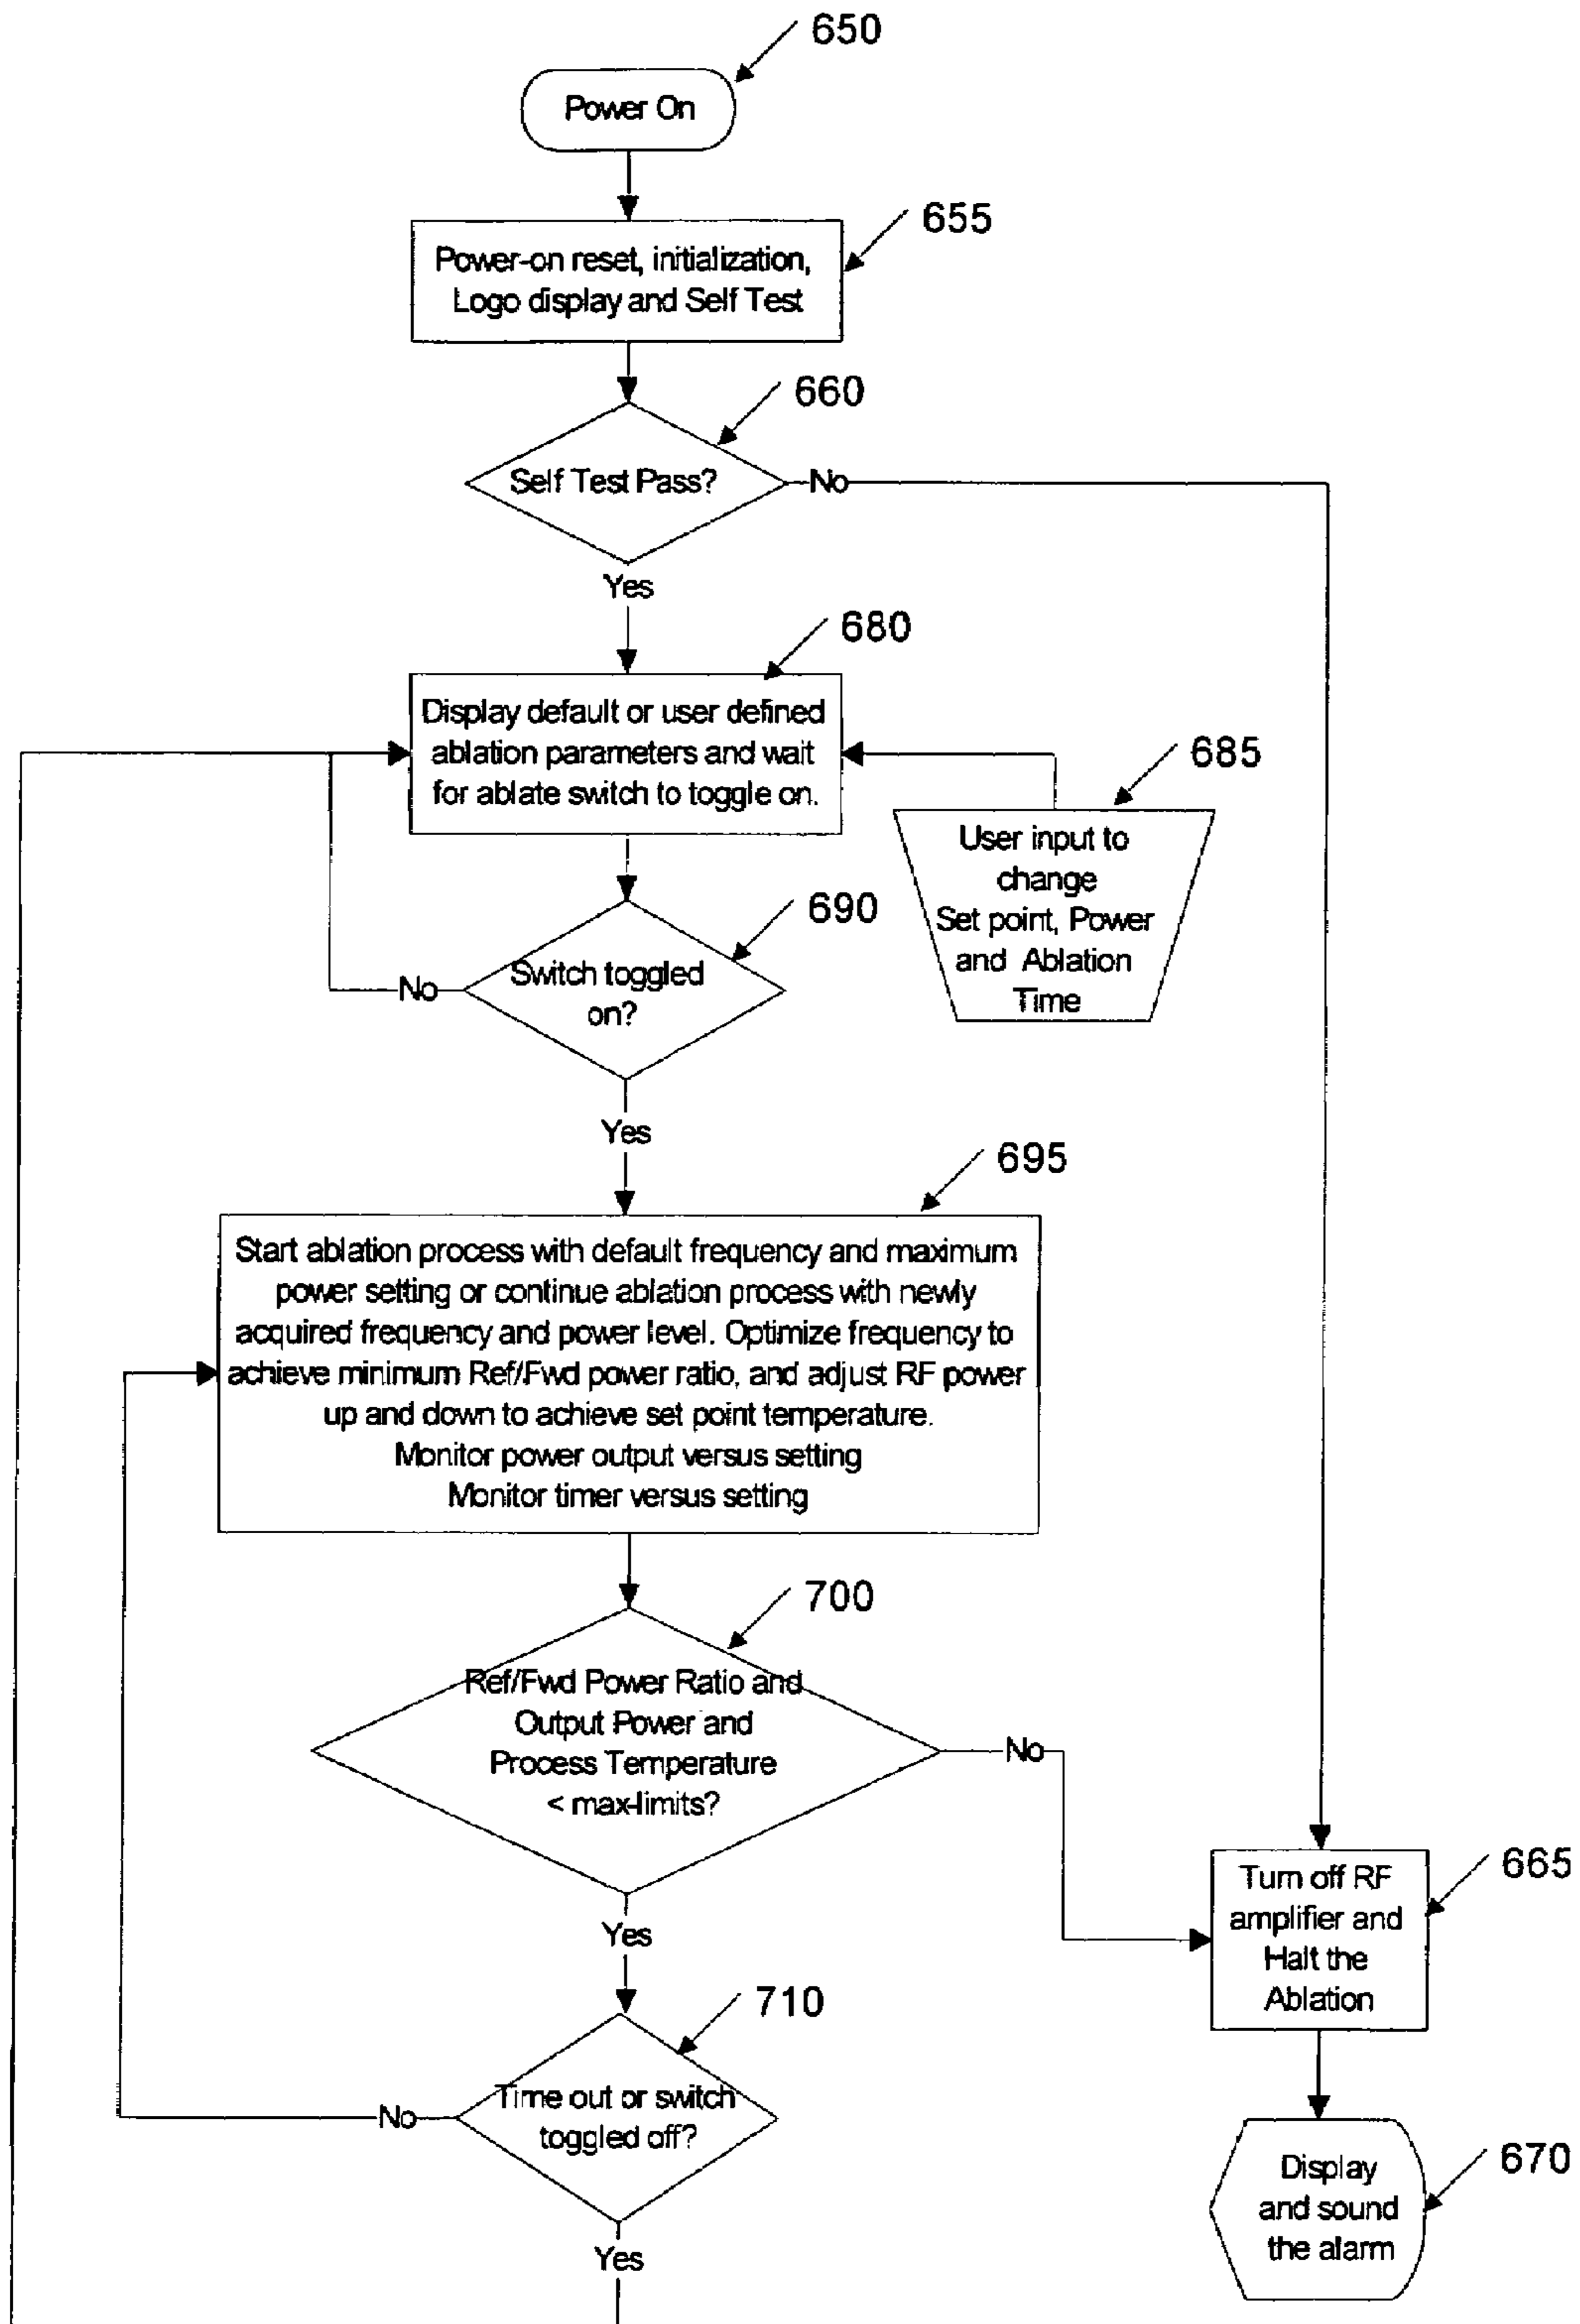 650
Power On
655
Power-on reset, initialization,
Logo display and Self Test
660
Self Test Pass?
No
Yes
680
Display default or user defined
ablation parameters and wait
for ablate switch to toggle on.
685
User input to
change
Set point, Power
and Ablation
Time
690
Switch toggled
on?
No
Yes
695
Start ablation process with default frequency and maximum
power setting or continue ablation process with newly
acquired frequency and power level. Optimize frequency to
achieve minimum Ref/Fwd power ratio, and adjust RF power
up and down to achieve set point temperature.
Monitor power output versus setting
Monitor timer versus setting
700
Ref/Fwd Power Ratio and
Output Power and
Process Temperature
< max-limits?
No
Yes
665
Turn off RF
amplifier and
Halt the
Ablation
710
Time out or switch
toggled off?
No
Yes
670
Display
and sound
the alarm